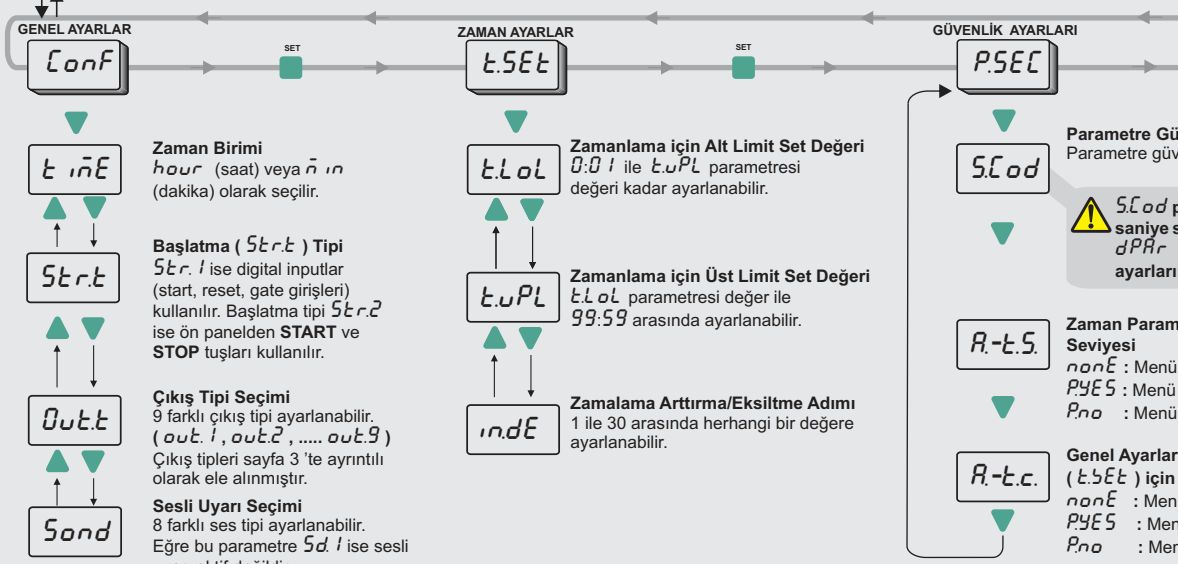 GENEL AYARLAR
ConF
SET
timE
Zaman Birimi
hour (saat) veya min
(dakika) olarak seçilir.
Str.t
Başlatma ( Str.t ) Tipi
Str.1 ise digital inputlar
(start, reset, gate girişleri)
kullanılır. Başlatma tipi Str.2
ise ön panelden START ve
STOP tuşları kullanılır.
Out.t
Çıkış Tipi Seçimi
9 farklı çıkış tipi ayarlanabilir.
( out.1 , out.2 , ..... out.9 )
Çıkış tipleri sayfa 3 'te ayrıntılı
olarak ele alınmıştır.
Sond
Sesli Uyarı Seçimi
8 farklı ses tipi ayarlanabilir.
Eğre bu parametre Sd.1 ise sesli
ZAMAN AYARLAR
t.SEt
SET
t.LoL
Zamanlama için Alt Limit Set Değeri
0:01 ile t.uPL parametresi
değeri kadar ayarlanabilir.
t.uPL
Zamanlama için Üst Limit Set Değeri
t.LoL parametresi değer ile
99:59 arasında ayarlanabilir.
in.dE
Zamalama Arttırma/Eksiltme Adımı
1 ile 30 arasında herhangi bir değere
ayarlanabilir.
GÜVENLİK AYARLARI
P.SEC
S.Cod
Parametre Gü
Parametre güv
S.Cod p
saniye s
dPAr
ayarları
A.-t.S.
Zaman Param
Seviyesi
nonE : Menü
P.YES : Menü
P.no : Menü
A.-t.c.
Genel Ayarlar
( t.SEt ) için
nonE : Men
P.YES : Men
P.no : Men